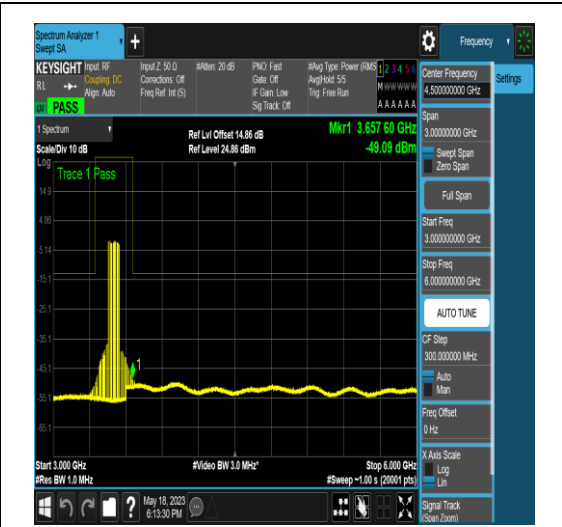 Spectrum Analyzer 1
Swept SA
+
Frequency
KEYSIGHT Input: RF Input Z: 50 Ω #Atten: 20 dB PNO: Fast #Avg Type: Power (RMS 1 2 3 4 5 6
RL Coupling: DC Corrections: Off Gate: Off Avg|Hold: 5/5 M w w w w w
Align: Auto Freq Ref: Int (S) IF Gain: Low Trig: Free Run
Sig Track: Off A A A A A A
LXI PASS
1 Spectrum
Scale/Div 10 dB Ref Lvl Offset 14.86 dB Mkr1 3.657 60 GHz
Ref Level 24.86 dBm -49.09 dBm
Log
Trace 1 Pass
14.9
4.86
-5.14
-15.1
-25.1
-35.1
-45.1
1
-55.1
-65.1
Start 3.000 GHz #Video BW 3.0 MHz* Stop 6.000 GHz
#Res BW 1.0 MHz #Sweep ~1.00 s (20001 pts)
? May 18, 2023
6:13:30 PM
Center Frequency
4.500000000 GHz
Settings
Span
3.00000000 GHz
Swept Span
Zero Span
Full Span
Start Freq
3.000000000 GHz
Stop Freq
6.000000000 GHz
AUTO TUNE
CF Step
300.000000 MHz
Auto
Man
Freq Offset
0 Hz
X Axis Scale
Log
Lin
Signal Track
(Span Zoom)